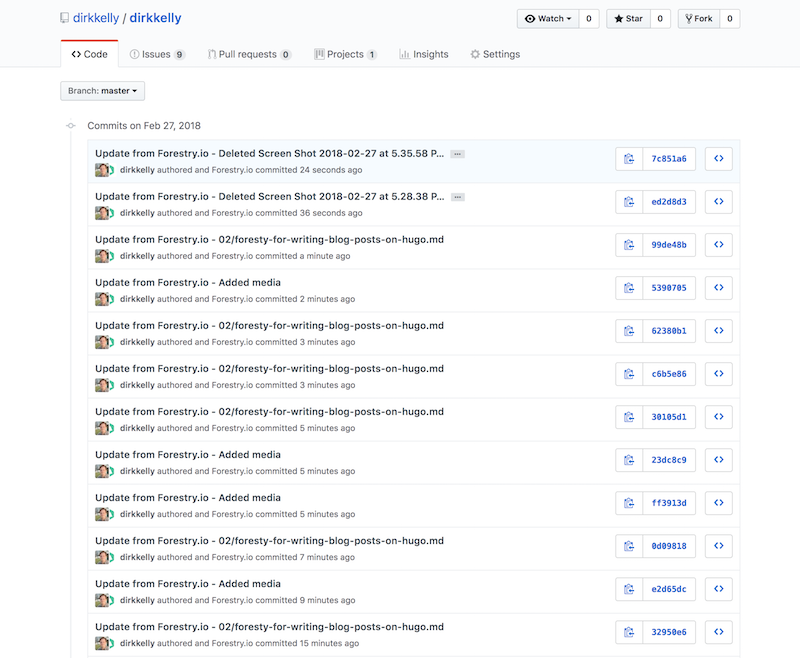 dirkkelly / dirkkelly
Watch 0 Star 0 Fork 0
Code Issues 9 Pull requests 0 Projects 1 Insights Settings
Branch: master
Commits on Feb 27, 2018
Update from Forestry.io - Deleted Screen Shot 2018-02-27 at 5.35.58 P... …
dirkkelly authored and Forestry.io committed 24 seconds ago
7c851a6
Update from Forestry.io - Deleted Screen Shot 2018-02-27 at 5.28.38 P... …
dirkkelly authored and Forestry.io committed 36 seconds ago
ed2d8d3
Update from Forestry.io - 02/foresty-for-writing-blog-posts-on-hugo.md
dirkkelly authored and Forestry.io committed a minute ago
99de48b
Update from Forestry.io - Added media
dirkkelly authored and Forestry.io committed 2 minutes ago
5390705
Update from Forestry.io - 02/foresty-for-writing-blog-posts-on-hugo.md
dirkkelly authored and Forestry.io committed 3 minutes ago
62380b1
Update from Forestry.io - 02/foresty-for-writing-blog-posts-on-hugo.md
dirkkelly authored and Forestry.io committed 3 minutes ago
c6b5e86
Update from Forestry.io - 02/foresty-for-writing-blog-posts-on-hugo.md
dirkkelly authored and Forestry.io committed 5 minutes ago
30105d1
Update from Forestry.io - Added media
dirkkelly authored and Forestry.io committed 5 minutes ago
23dc8c9
Update from Forestry.io - Added media
dirkkelly authored and Forestry.io committed 5 minutes ago
ff3913d
Update from Forestry.io - 02/foresty-for-writing-blog-posts-on-hugo.md
dirkkelly authored and Forestry.io committed 7 minutes ago
0d09818
Update from Forestry.io - Added media
dirkkelly authored and Forestry.io committed 9 minutes ago
e2d65dc
Update from Forestry.io - 02/foresty-for-writing-blog-posts-on-hugo.md
dirkkelly authored and Forestry.io committed 15 minutes ago
32950e6